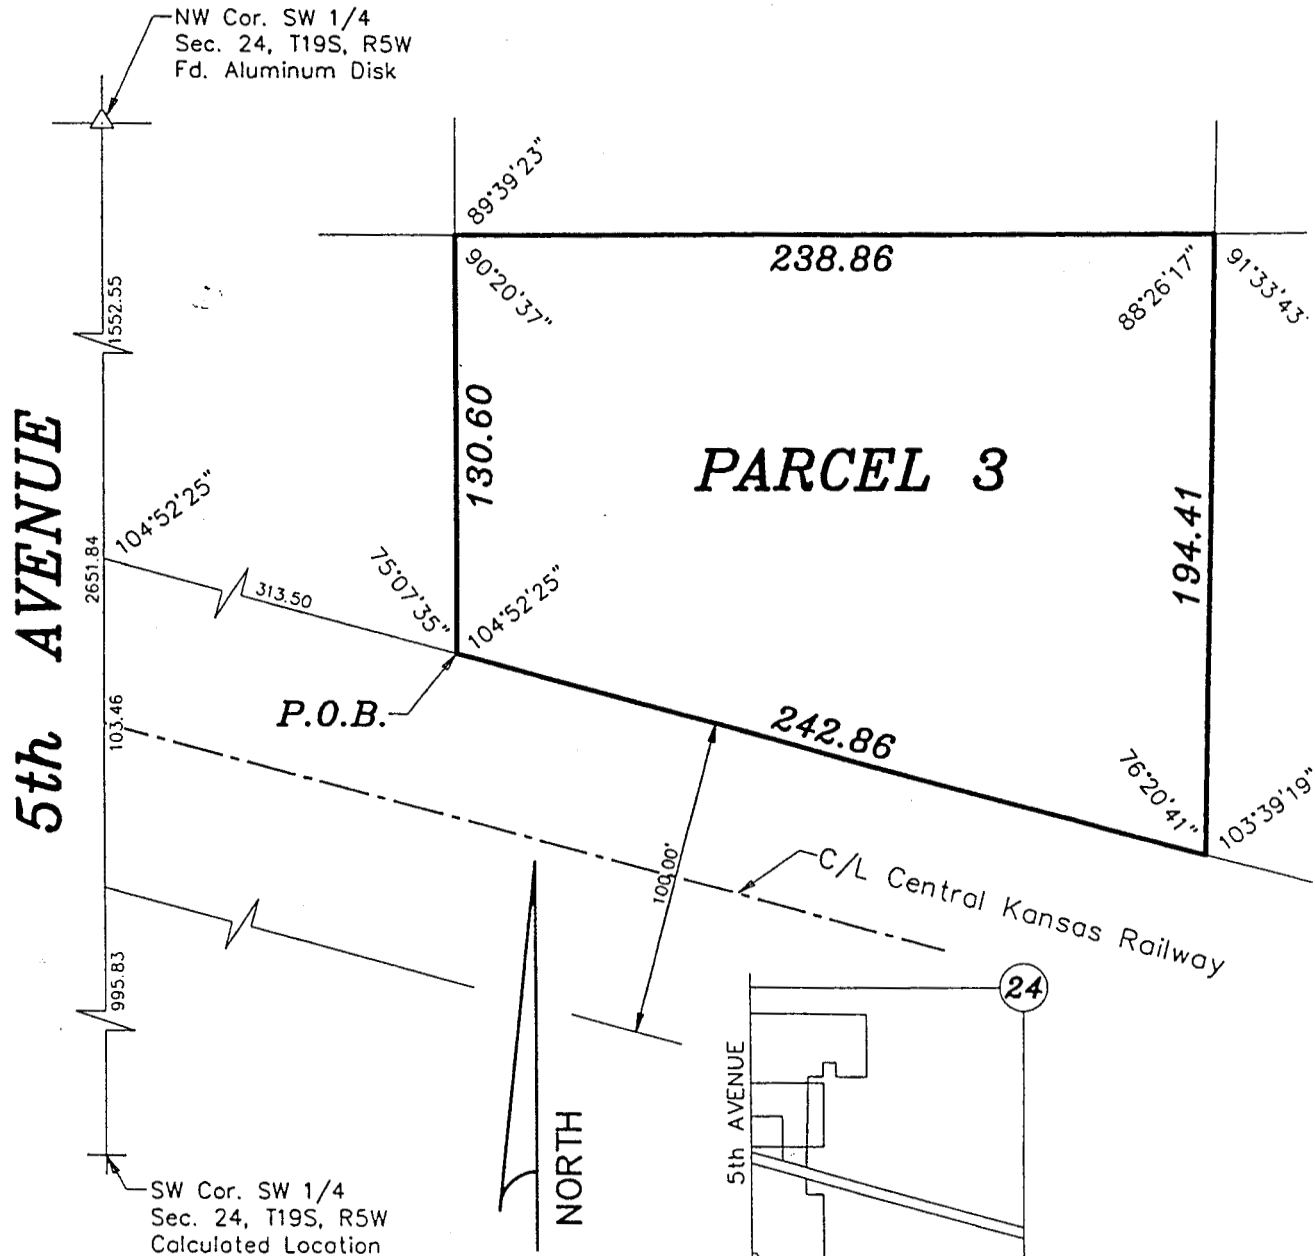 NW Cor. SW 1/4
Sec. 24, T19S, R5W
Fd. Aluminum Disk
89°39'23"
238.86
90°20'37"
88°26'17"
91°33'43
1552.55
130.60
PARCEL 3
194.41
5th AVENUE
104°52'25"
2651.84
313.50
75°07'35"
104°52'25"
P.O.B.
103.46
242.86
76°20'41"
103°39'19"
100.00'
C/L Central Kansas Railway
995.83
24
5th AVENUE
NORTH
SW Cor. SW 1/4
Sec. 24, T19S, R5W
Calculated Location